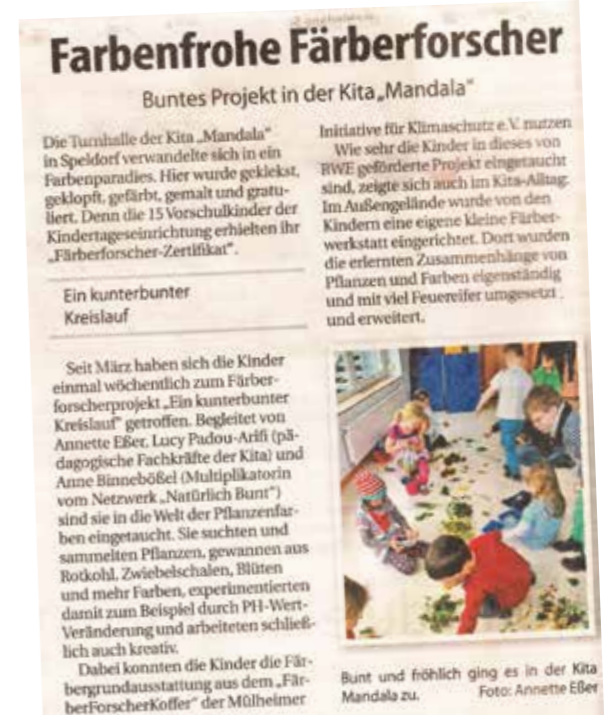 Farbenfrohe Färberforscher
Buntes Projekt in der Kita „Mandala“
Die Turnhalle der Kita „Mandala“
in Speldorf verwandelte sich in ein
Farbenparadies. Hier wurde geklekst,
geklopft, gefärbt, gemalt und gratu-
liert. Denn die 15 Vorschulkinder der
Kindertageseinrichtung erhielten ihr
„Färberforscher-Zertifikat“.
Ein kunterbunter
Kreislauf
Seit März haben sich die Kinder
einmal wöchentlich zum Färber-
forscherprojekt „Ein kunterbunter
Kreislauf“ getroffen. Begleitet von
Annette Eßer, Lucy Padou-Arifi (pä-
dagogische Fachkräfte der Kita) und
Anne Binnebößel (Multiplikatorin
vom Netzwerk „Natürlich Bunt“)
sind sie in die Welt der Pflanzenfar-
ben eingetaucht. Sie suchten und
sammelten Pflanzen, gewannen aus
Rotkohl, Zwiebelschalen, Blüten
und mehr Farben, experimentierten
damit zum Beispiel durch PH-Wert-
Veränderung und arbeiteten schließ-
lich auch kreativ.
Dabei konnten die Kinder die Fär-
bergrundausstattung aus dem „Fär-
berForscherKoffer“ der Mülheimer
Initiative für Klimaschutz e.V. nutzen
Wie sehr die Kinder in dieses von
RWE geförderte Projekt eingetaucht
sind, zeigte sich auch im Kita-Alltag.
Im Außengelände wurde von den
Kindern eine eigene kleine Färber-
werkstatt eingerichtet. Dort wurden
die erlernten Zusammenhänge von
Pflanzen und Farben eigenständig
und mit viel Feuereifer umgesetzt
und erweitert.
Bunt und fröhlich ging es in der Kita
Mandala zu. Foto: Annette Eßer